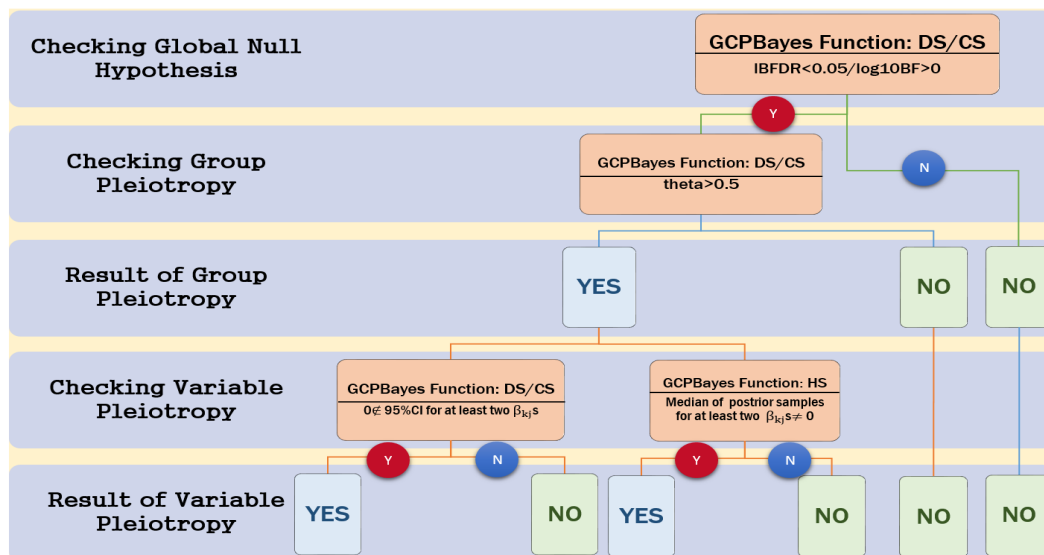 Checking Global Null
Hypothesis
GCPBayes Function: DS/CS
lBFDR<0.05/log10BF>0
Y
Checking Group
Pleiotropy
GCPBayes Function: DS/CS
theta>0.5
N
Result of Group
Pleiotropy
YES
NO
NO
Checking Variable
Pleiotropy
GCPBayes Function: DS/CS
0∉ 95%CI for at least two βkjs
GCPBayes Function: HS
Median of postrior samples
for at least two βkjs≠ 0
Y
N
Y
N
Result of Variable
Pleiotropy
YES
NO
YES
NO
NO
NO